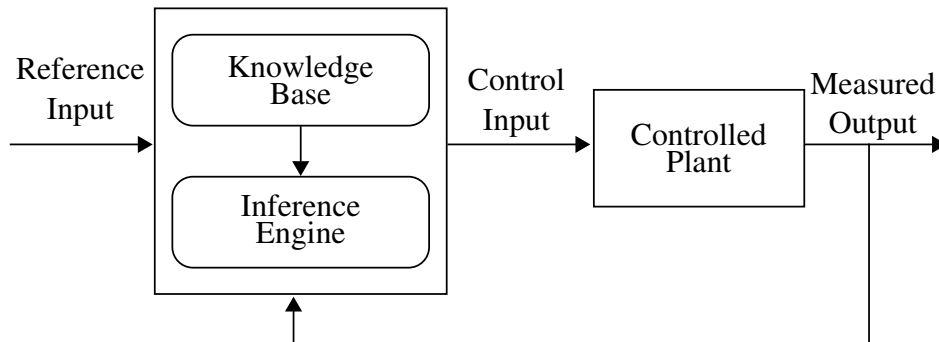 Reference
Input
Knowledge
Base
Inference
Engine
Control
Input
Controlled
Plant
Measured
Output